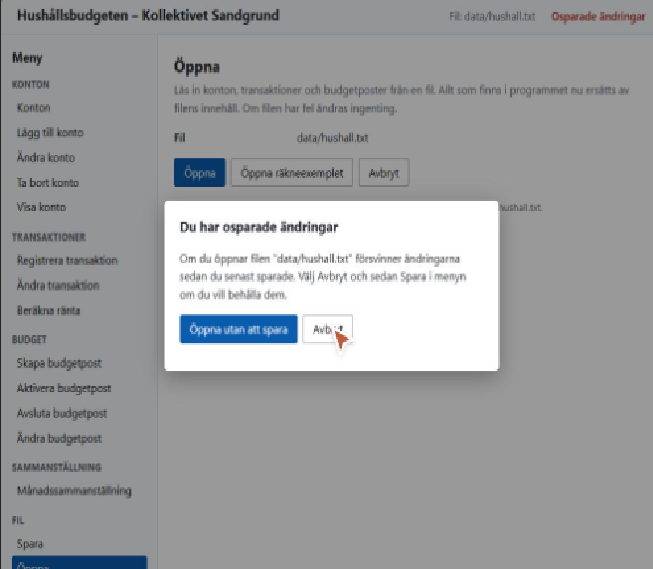 Hushållsbudgeten – Kollektivet Sandgrund
Fil: data/hushall.txt
Osparade ändringar
Meny
KONTON
Konton
Lägg till konto
Ändra konto
Ta bort konto
Visa konto
TRANSAKTIONER
Registrera transaktion
Ändra transaktion
Beräkna ränta
BUDGET
Skapa budgetpost
Aktivera budgetpost
Avsluta budgetpost
Ändra budgetpost
SAMMANSTÄLLNING
Månadssammanställning
FIL
Spara
Öppna
Öppna
Läs in konton, transaktioner och budgetposter från en fil. Allt som finns i programmet nu ersätts av
filens innehåll. Om filen har fel ändras ingenting.
Fil data/hushall.txt
Öppna
Öppna räkneexemplet
Avbryt
hushall.txt.
Du har osparade ändringar
Om du öppnar filen "data/hushall.txt" försvinner ändringarna
sedan du senast sparade. Välj Avbryt och sedan Spara i menyn
om du vill behålla dem.
Öppna utan att spara
Avbryt